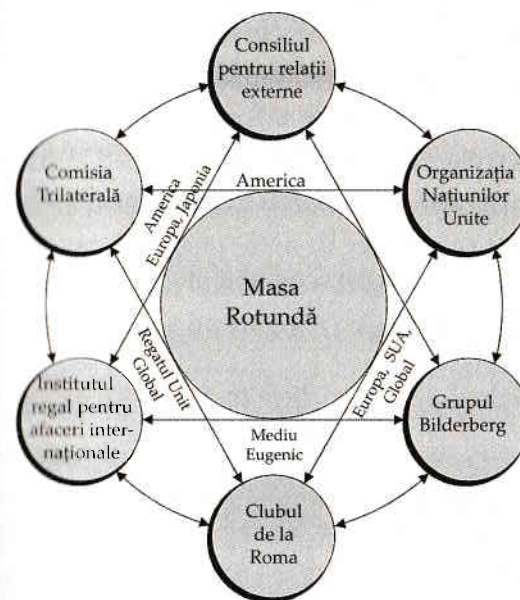 Consiliul
pentru relații
externe
Comisia
Trilaterală
America
Europa, Japonia
America
Organizația
Națiunilor
Unite
Masa
Rotundă
Institutul
regal pentru
afaceri inter-
naționale
Regatul Unit
Global
Europa, SUA,
Global
Grupul
Bilderberg
Mediu
Eugenic
Clubul
de la
Roma